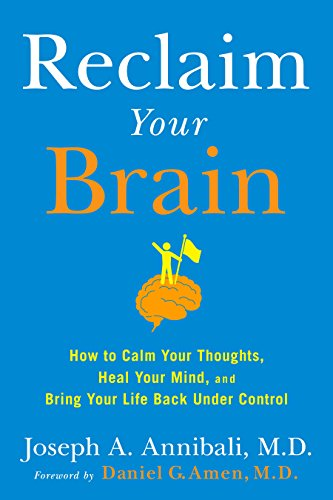 Reclaim
Your
Brain
How to Calm Your Thoughts,
Heal Your Mind, and
Bring Your Life Back Under Control
Joseph A. Annibali, M.D.
Foreword by Daniel G. Amen, M.D.